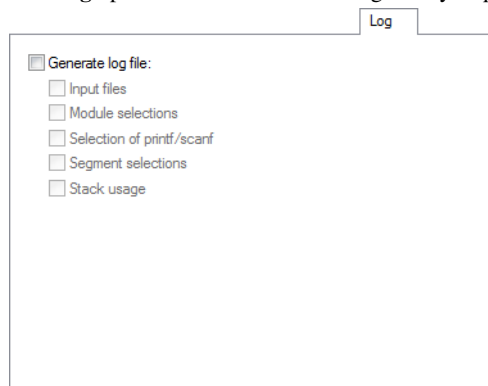 Log
Generate log file:
Input files
Module selections
Selection of printf/scanf
Segment selections
Stack usage